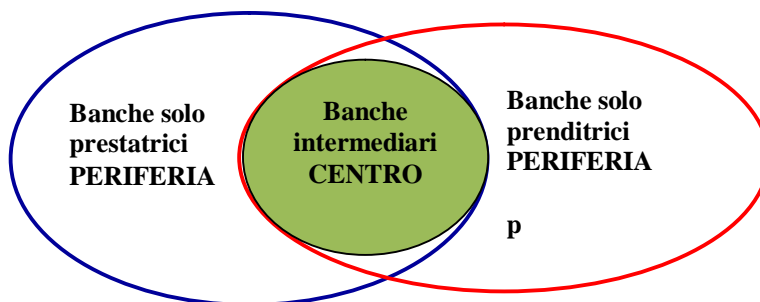 Banche solo
prestatrici
PERIFERIA
Banche
intermediari
CENTRO
Banche solo
prenditrici
PERIFERIA
p